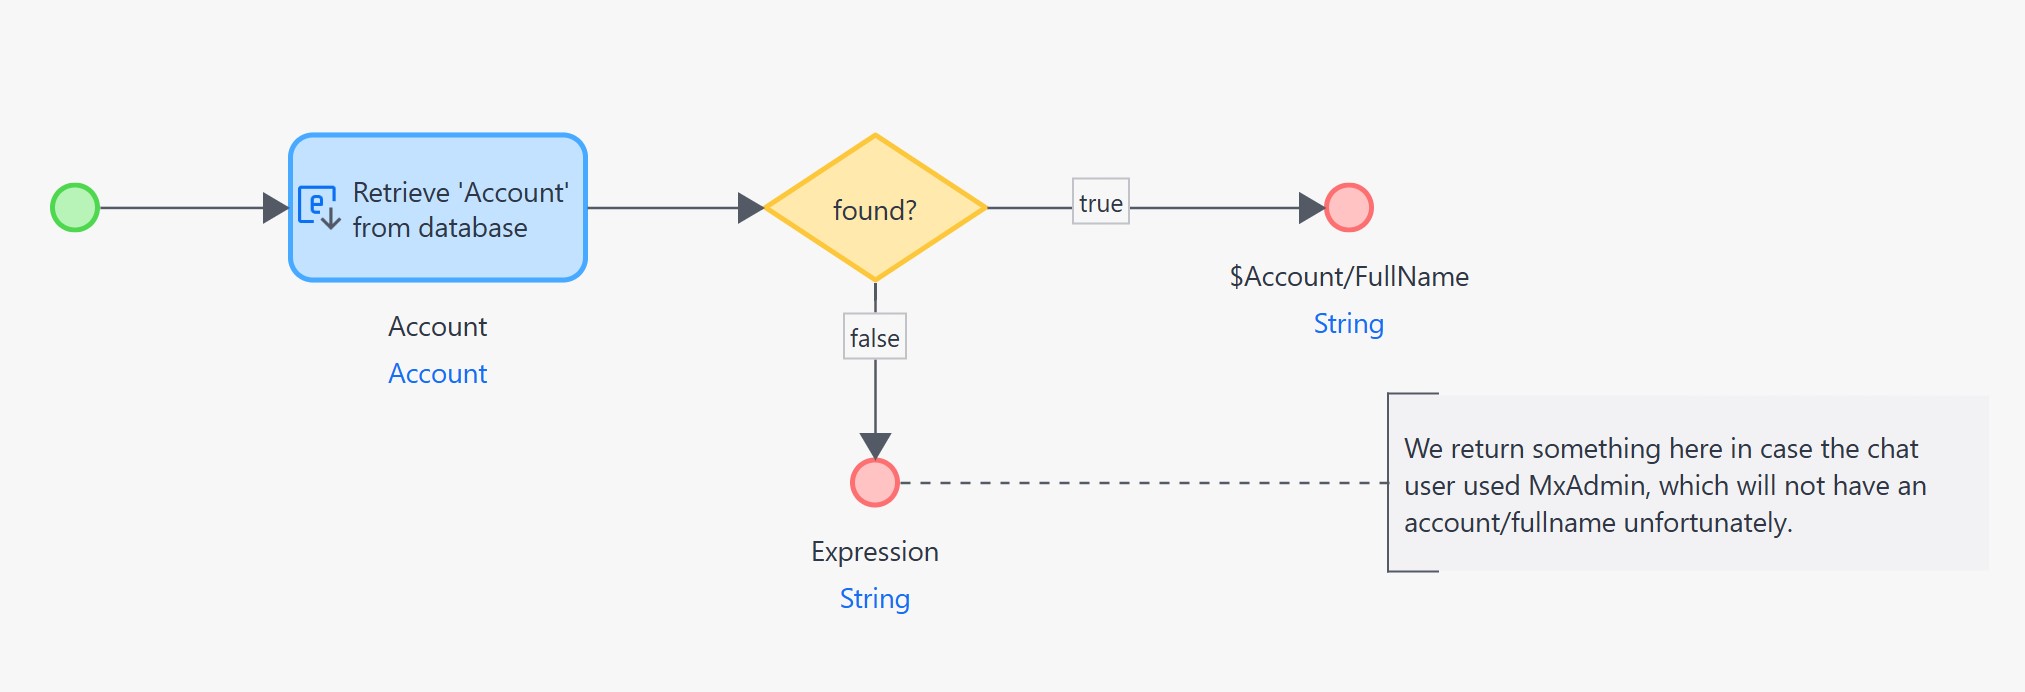 Retrieve 'Account'
from database
Account
Account
found?
true
$Account/FullName
String
false
Expression
String
We return something here in case the chat
user used MxAdmin, which will not have an
account/fullname unfortunately.